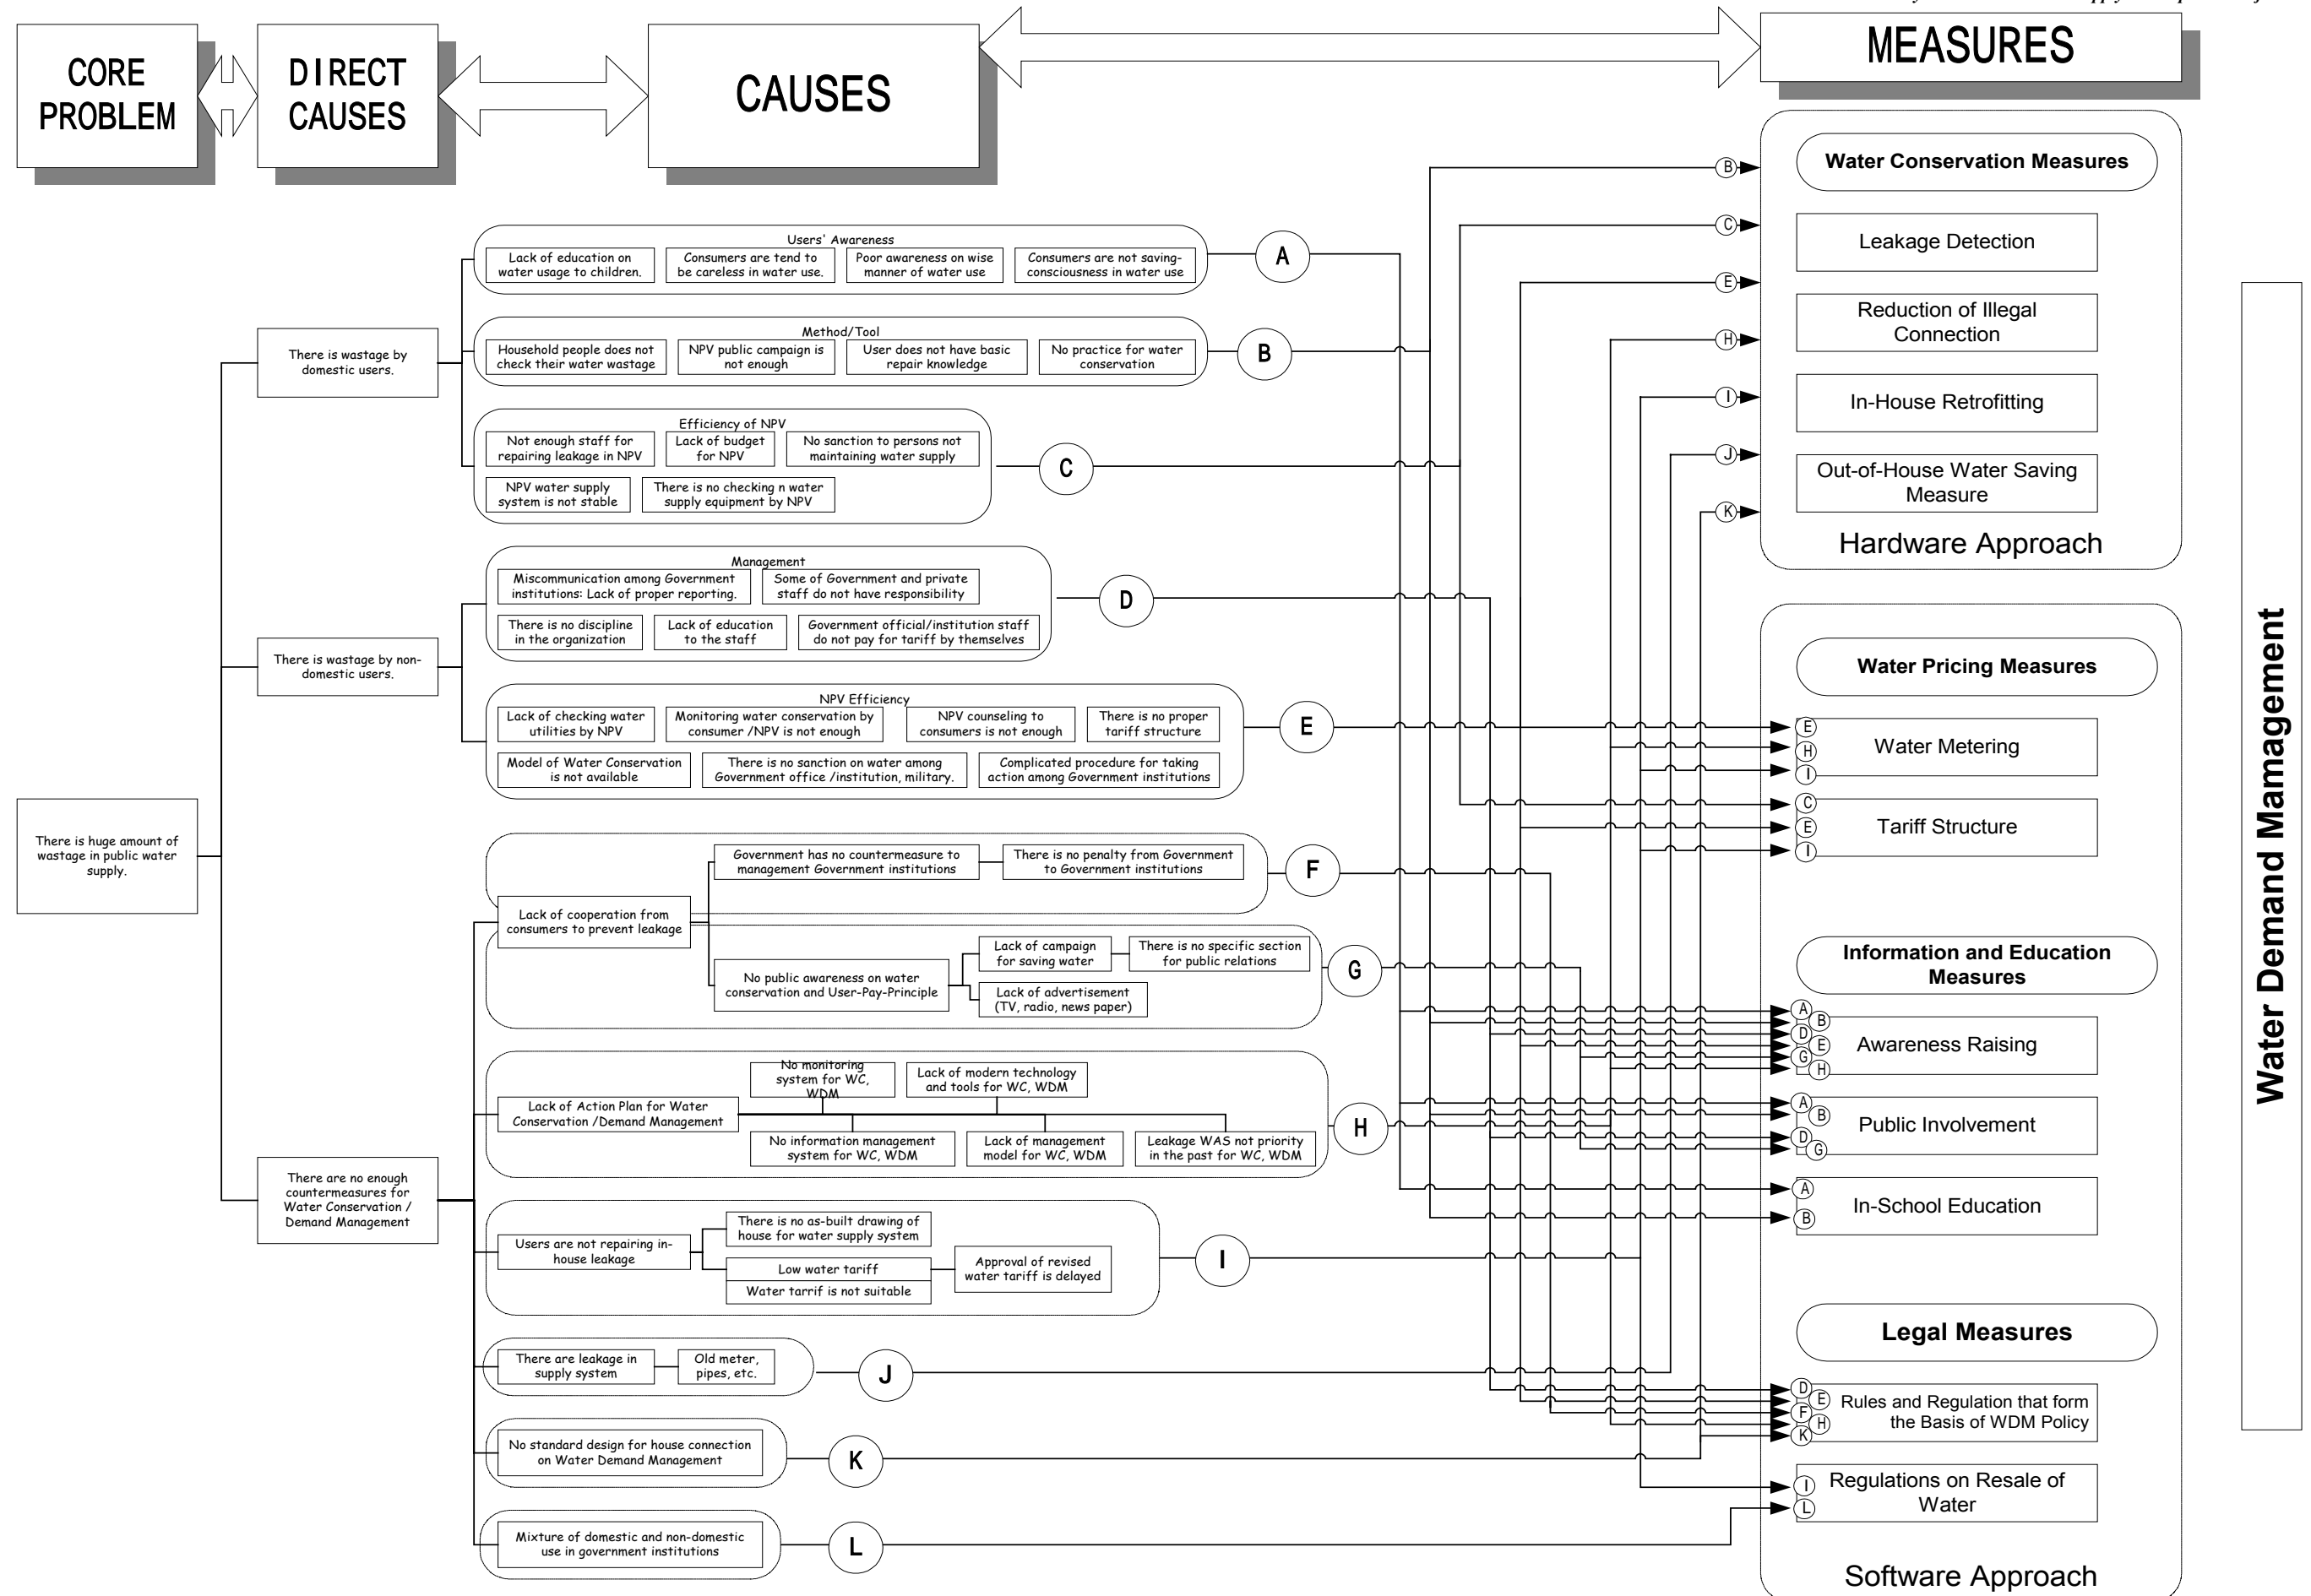 CORE
PROBLEM
DIRECT
CAUSES
CAUSES
MEASURES
There is huge amount of
wastage in public water
supply.
There is wastage by
domestic users.
There is wastage by non-
domestic users.
There are no enough
countermeasures for
Water Conservation /
Demand Management
Users' Awareness
Lack of education on
water usage to children.
Consumers are tend to
be careless in water use.
Poor awareness on wise
manner of water use
Consumers are not saving-
consciousness in water use
A
Method/Tool
Household people does not
check their water wastage
NPV public campaign is
not enough
User does not have basic
repair knowledge
No practice for water
conservation
B
Efficiency of NPV
Not enough staff for
repairing leakage in NPV
Lack of budget
for NPV
No sanction to persons not
maintaining water supply
NPV water supply
system is not stable
There is no checking n water
supply equipment by NPV
C
Management
Miscommunication among Government
institutions: Lack of proper reporting.
Some of Government and private
staff do not have responsibility
There is no discipline
in the organization
Lack of education
to the staff
Government official/institution staff
do not pay for tariff by themselves
D
NPV Efficiency
Lack of checking water
utilities by NPV
Monitoring water conservation by
consumer /NPV is not enough
NPV counseling to
consumers is not enough
There is no proper
tariff structure
Model of Water Conservation
is not available
There is no sanction on water among
Government office /institution, military.
Complicated procedure for taking
action among Government institutions
E
Lack of cooperation from
consumers to prevent leakage
Government has no countermeasure to
management Government institutions
There is no penalty from Government
to Government institutions
F
No public awareness on water
conservation and User-Pay-Principle
Lack of campaign
for saving water
There is no specific section
for public relations
Lack of advertisement
(TV, radio, news paper)
G
Lack of Action Plan for Water
Conservation /Demand Management
No monitoring
system for WC,
WDM
Lack of modern technology
and tools for WC, WDM
No information management
system for WC, WDM
Lack of management
model for WC, WDM
Leakage WAS not priority
in the past for WC, WDM
H
Users are not repairing in-
house leakage
There is no as-built drawing of
house for water supply system
Low water tariff
Water tarrif is not suitable
Approval of revised
water tariff is delayed
I
There are leakage in
supply system
Old meter,
pipes, etc.
J
No standard design for house connection
on Water Demand Management
K
Mixture of domestic and non-domestic
use in government institutions
L
B
C
E
H
I
J
K
Water Conservation Measures
Leakage Detection
Reduction of Illegal
Connection
In-House Retrofitting
Out-of-House Water Saving
Measure
Hardware Approach
Water Pricing Measures
E
H
I
Water Metering
C
E
I
Tariff Structure
Information and Education
Measures
A
B
D
E
G
H
Awareness Raising
A
B
D
G
Public Involvement
A
B
In-School Education
Legal Measures
D
E
F
H
K
Rules and Regulation that form
the Basis of WDM Policy
I
L
Regulations on Resale of
Water
Software Approach
Water Demand Mamagement